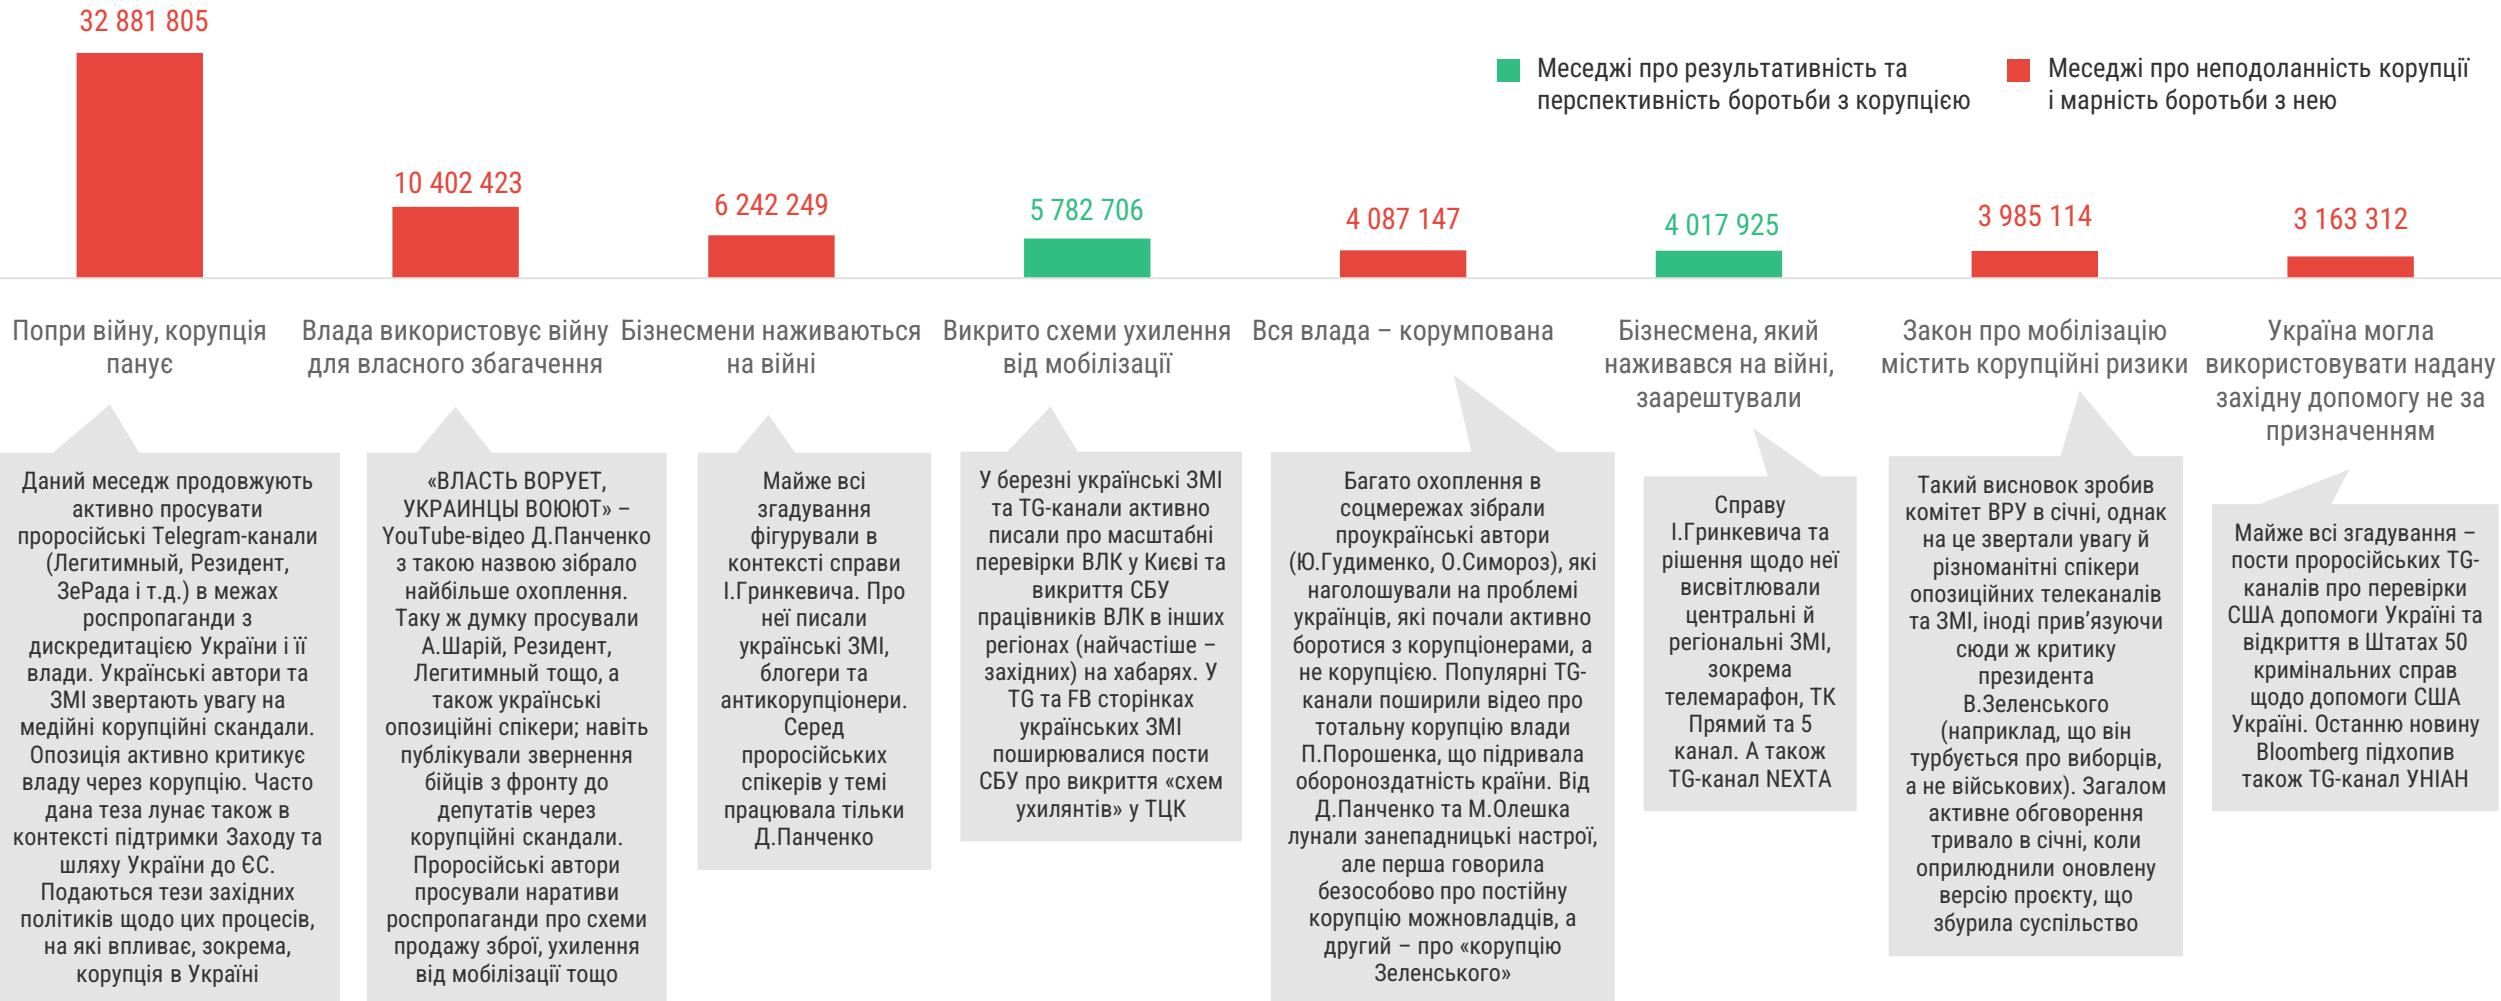 32 881 805
10 402 423
6 242 249
5 782 706
4 087 147
4 017 925
3 985 114
3 163 312
Меседжі про результативність та
перспективність боротьби з корупцією
Меседжі про неподоланність корупції
і марність боротьби з нею
Попри війну, корупція
панує
Влада використовує війну
для власного збагачення
Бізнесмени наживаються
на війні
Викрито схеми ухилення
від мобілізації
Вся влада – корумпована
Бізнесмена, який
наживався на війні,
заарештували
Закон про мобілізацію
містить корупційні ризики
Україна могла
використовувати надану
західну допомогу не за
призначенням
Даний меседж продовжують
активно просувати
проросійські Telegram-канали
(Легитимный, Резидент,
ЗеРада і т.д.) в межах
роспропаганди з
дискредитацією України і її
влади. Українські автори та
ЗМІ звертають увагу на
медійні корупційні скандали.
Опозиція активно критикує
владу через корупцію. Часто
дана теза лунає також в
контексті підтримки Заходу та
шляху України до ЄС.
Подаються тези західних
політиків щодо цих процесів,
на які впливає, зокрема,
корупція в Україні
«ВЛАСТЬ ВОРУЕТ,
УКРАИНЦЫ ВОЮЮТ» –
YouTube-відео Д.Панченко
з такою назвою зібрало
найбільше охоплення.
Таку ж думку просували
А.Шарій, Резидент,
Легитимный тощо, а
також українські
опозиційні спікери; навіть
публікували звернення
бійців з фронту до
депутатів через
корупційні скандали.
Проросійські автори
просували наративи
роспропаганди про схеми
продажу зброї, ухилення
від мобілізації тощо
Майже всі
згадування
фігурували в
контексті справи
І.Гринкевича. Про
неї писали
українські ЗМІ,
блогери та
антикорупціонери.
Серед
проросійських
спікерів у темі
працювала тільки
Д.Панченко
У березні українські ЗМІ
та TG-канали активно
писали про масштабні
перевірки ВЛК у Києві та
викриття СБУ
працівників ВЛК в інших
регіонах (найчастіше –
західних) на хабарях. У
TG та FB сторінках
українських ЗМІ
поширювалися пости
СБУ про викриття «схем
ухилянтів» у ТЦК
Багато охоплення в
соцмережах зібрали
проукраїнські автори
(Ю.Гудименко, О.Симороз), які
наголошували на проблемі
українців, які почали активно
боротися з корупціонерами, а
не корупцією. Популярні TG-
канали поширили відео про
тотальну корупцію влади
П.Порошенка, що підривала
обороноздатність країни. Від
Д.Панченко та М.Олешка
лунали занепадницькі настрої,
але перша говорила
безособово про постійну
корупцію можновладців, а
другий – про «корупцію
Зеленського»
Справу
І.Гринкевича та
рішення щодо неї
висвітлювали
центральні й
регіональні ЗМІ,
зокрема
телемарафон, ТК
Прямий та 5
канал. А також
TG-канал NEXTA
Такий висновок зробив
комітет ВРУ в січні, однак
на це звертали увагу й
різноманітні спікери
опозиційних телеканалів
та ЗМІ, іноді прив’язуючи
сюди ж критику
президента
В.Зеленського
(наприклад, що він
турбується про виборців,
а не військових). Загалом
активне обговорення
тривало в січні, коли
оприлюднили оновлену
версію проєкту, що
збурила суспільство
Майже всі згадування –
пости проросійських TG-
каналів про перевірки
США допомоги Україні та
відкриття в Штатах 50
кримінальних справ
щодо допомоги США
Україні. Останню новину
Bloomberg підхопив
також TG-канал УНІАН